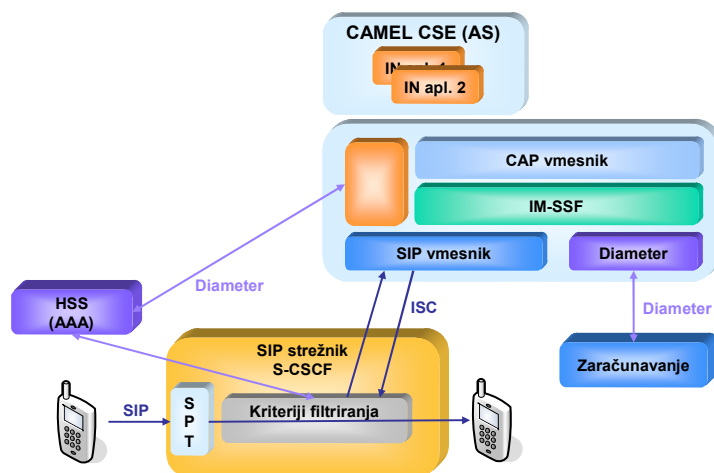 CAMEL CSE (AS)
IN apl. 2
CAP vmesnik
IM-SSF
SIP vmesnik
Diameter
Diameter
HSS
(AAA)
ISC
Diameter
SIP strežnik
S-CSCF
Zaračunavanje
SIP
S
P
T
Kriteriji filtriranja